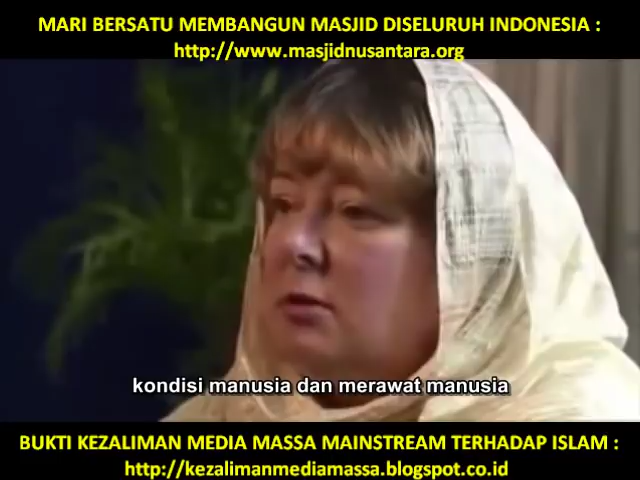 MARI BERSATU MEMBANGUN MASJID DISELURUH INDONESIA :
http://www.masjidnusantara.org
kondisi manusia dan merawat manusia
BUKTI KEZALIMAN MEDIA MASSA MAINSTREAM TERHADAP ISLAM :
http://kezalimanmediamassa.blogspot.co.id